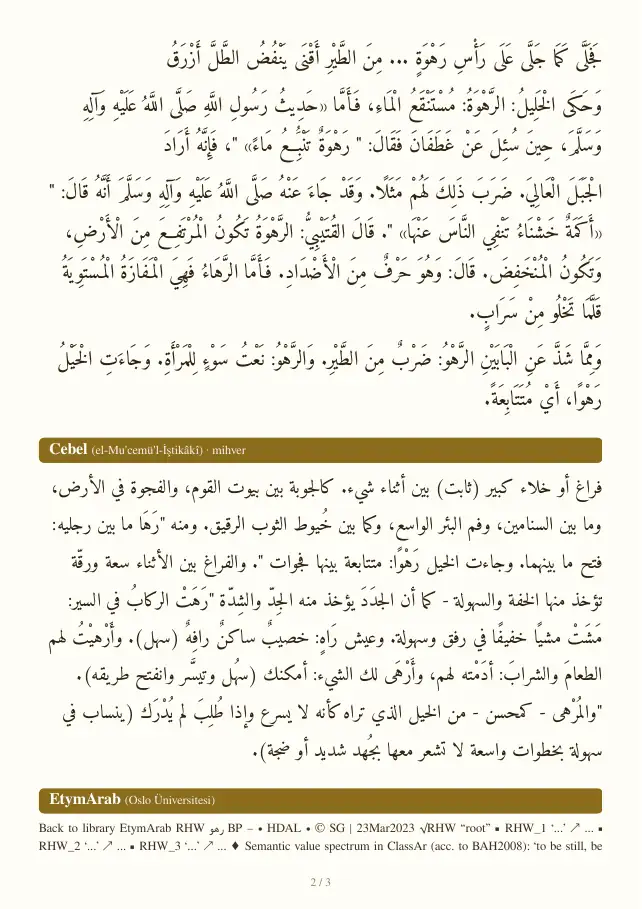 فَجَلَّى كَمَا جَلَّى عَلَى رَأْسِ رَهْوَةٍ ... مِنَ الطَّيْرِ أَقْنَى يَنْفُضُ الطَّلَّ أَزْرَقُ
وَحَكَى الْخَلِيلُ: الرَّهْوَةُ: مُسْتَنْقَعُ الْمَاءِ، فَأَمَّا «حَدِيثُ رَسُولِ اللَّهِ صَلَّى اللَّهُ عَلَيْهِ وَآلِهِ
وَسَلَّمَ، حِينَ سُئِلَ عَنْ غَطَفَانَ فَقَالَ: " رَهْوَةٌ تَنْبُعُ مَاءً» "، فَإِنَّهُ أَرَادَ
الْجَبَلَ الْعَالِيَ. ضَرَبَ ذَلِكَ لَهُمْ مَثَلًا. وَقَدْ جَاءَ عَنْهُ صَلَّى اللَّهُ عَلَيْهِ وَآلِهِ وَسَلَّمَ أَنَّهُ قَالَ: "
«أَكَمَةٌ خَشْنَاءُ تَنْفِي النَّاسَ عَنْهَا» ". قَالَ الْقُتَيْبِيُّ: الرَّهْوَةُ تَكُونُ الْمُرْتَفِعَ مِنَ الْأَرْضِ،
وَتَكُونُ الْمُنْخَفِضَ. قَالَ: وَهُوَ حَرْفٌ مِنَ الْأَضْدَادِ. فَأَمَّا الرَّهَاءُ فَهِيَ الْمَفَازَةُ الْمُسْتَوِيَةُ
قَلَّمَا تَخْلُو مِنْ سَرَابٍ.
وَمِمَّا شَذَّ عَنِ الْبَابَيْنِ الرَّهْوُ: ضَرْبٌ مِنَ الطَّيْرِ. وَالرَّهْوُ: نَعْتُ سَوْءٍ لِلْمَرْأَةِ. وَجَاءَتِ الْخَيْلُ
رَهْوًا، أَيْ مُتَتَابِعَةً.
Cebel (el-Mu'cemü'l-İştikâkî) · mihver
فراغ أو خلاء كبير (ثابت) بين أثناء شيء. كالجوبة بين بيوت القوم، والفجوة في الأرض،
وما بين السنامين، وفم البئر الواسع، وكما بين خُيوط الثوب الرقيق. ومنه "رَهَا ما بين رجليه:
فتح ما بينهما. وجاءت الخيل رَهْوًا: متتابعة بينها فجوات ". والفراغ بين الأثناء سعة ورقّة
تؤخذ منها الخفة والسهولة - كما أن الجدَدَ يؤخذ منه الجِدّ والشِدّة "رَهَتْ الركابُ في السير:
مَشَتْ مشيًا خفيفًا في رفق وسهولة. وعيش رَاهٍ: خصيبٌ ساكنٌ رافِهٌ (سهل). وأَرْهيْتُ لهم
الطعامَ والشرابَ: أدَمْته لهم، وأَرْهَى لك الشيء: أمكنك (سهُل وتيسَّر وانفتح طريقه).
"والمُرْهى - كمحسن - من الخيل الذي تراه كأنه لا يسرع وإذا طُلِبَ لم يُدْرَك (ينساب في
سهولة بخطوات واسعة لا تشعر معها بجُهد شديد أو ضجة).
EtymArab (Oslo Üniversitesi)
Back to library EtymArab RHW رهو BP – • HDAL • © SG | 23Mar2023 √RHW “root” ▪ RHW_1 ‘...’ ↗ ... ▪
RHW_2 ‘...’ ↗ ... ▪ RHW_3 ‘...’ ↗ ... ♦ Semantic value spectrum in ClassAr (acc. to BAH2008): ‘to be still, be
2 / 3